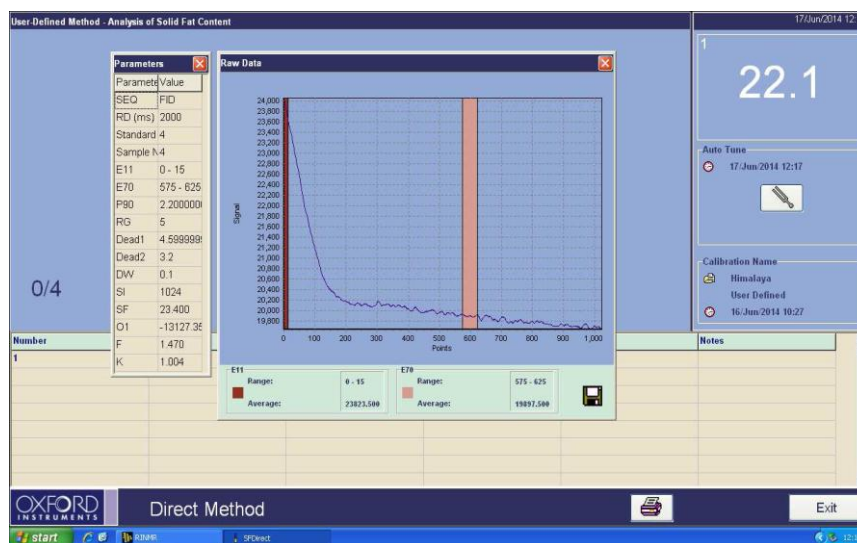 User-Defined Method - Analysis of Solid Fat Content
17/Jun/2014 12:
Parameters
Paramete Value
SEQ FID
RD (ms) 2000
Standard 4
Sample N 4
E11 0 - 15
E70 575 - 625
P90 2.2000000
RG 5
Dead1 4.599999
Dead2 3.2
DW 0.1
SI 1024
SF 23.400
O1 -13127.35
F 1.470
K 1.004
Raw Data
24,000
23,800
23,600
23,400
23,200
23,000
22,800
22,600
22,400
22,200
22,000
21,800
21,600
21,400
21,200
21,000
20,800
20,600
20,400
20,200
20,000
19,800
Signal
0 100 200 300 400 500 600 700 800 900 1,000
Points
E11
Range: 0 - 15
Average: 23823.500
E70
Range: 575 - 625
Average: 19897.500
1
22.1
Auto Tune
17/Jun/2014 12:17
Calibration Name
Himalaya
User Defined
16/Jun/2014 10:27
0/4
Number
Notes
1
OXFORD
INSTRUMENTS
Direct Method
Exit
start
RINMR
SFDirect